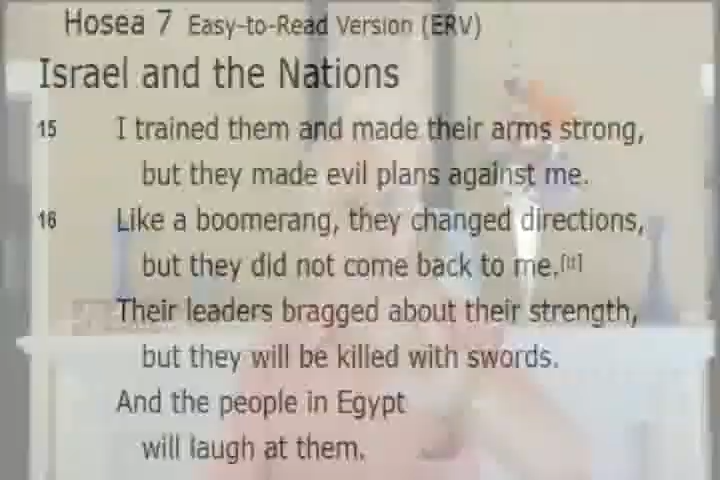 Hosea 7 Easy-to-Read Version (ERV)
Israel and the Nations
15 I trained them and made their arms strong,
but they made evil plans against me.
16 Like a boomerang, they changed directions,
but they did not come back to me.
Their leaders bragged about their strength,
but they will be killed with swords.
And the people in Egypt
will laugh at them.